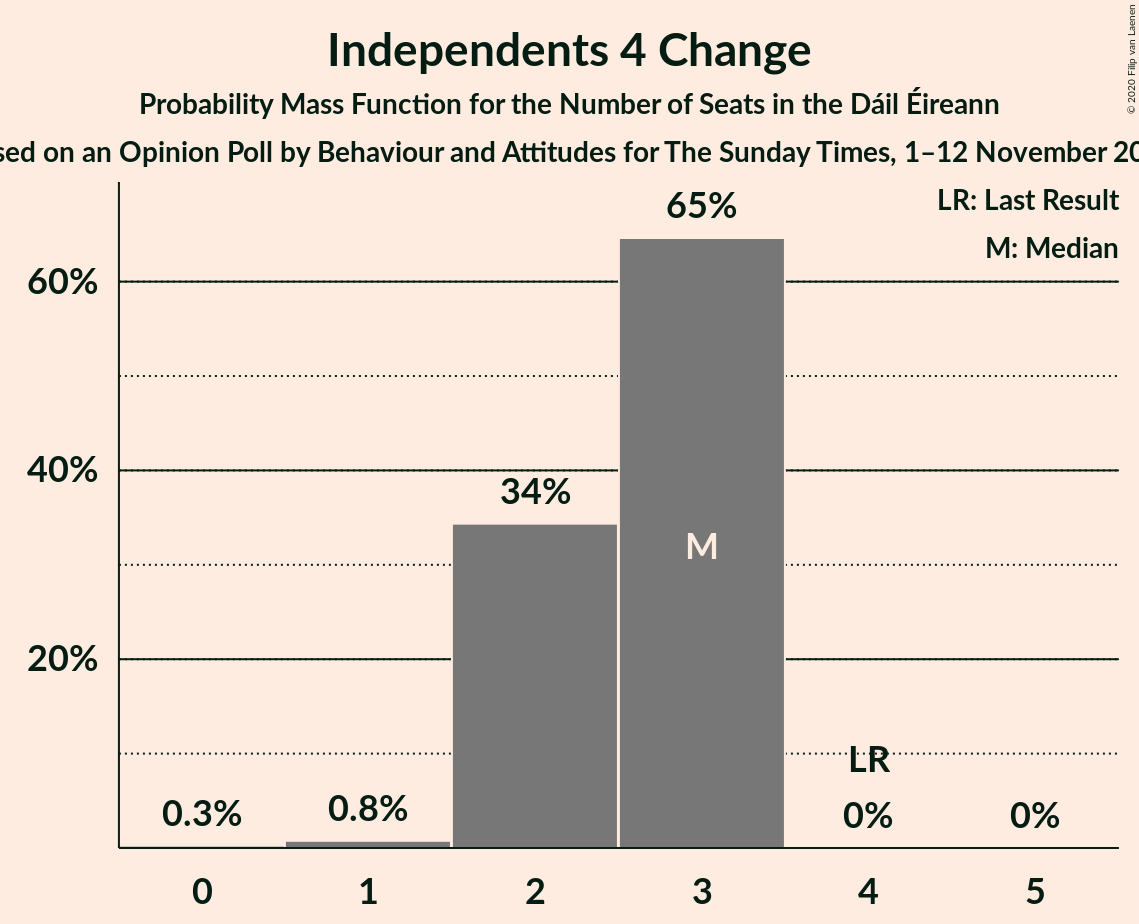 Independents 4 Change
Probability Mass Function for the Number of Seats in the Dáil Éireann
on an Opinion Poll by Behaviour and Attitudes for The Sunday Times, 1–12 November
© 2020 Filip van Laenen
LR: Last Result
M: Median
65%
60%
40%
34%
M
20%
LR
0.3%
0.8%
0%
0%
0 1 2 3 4 5